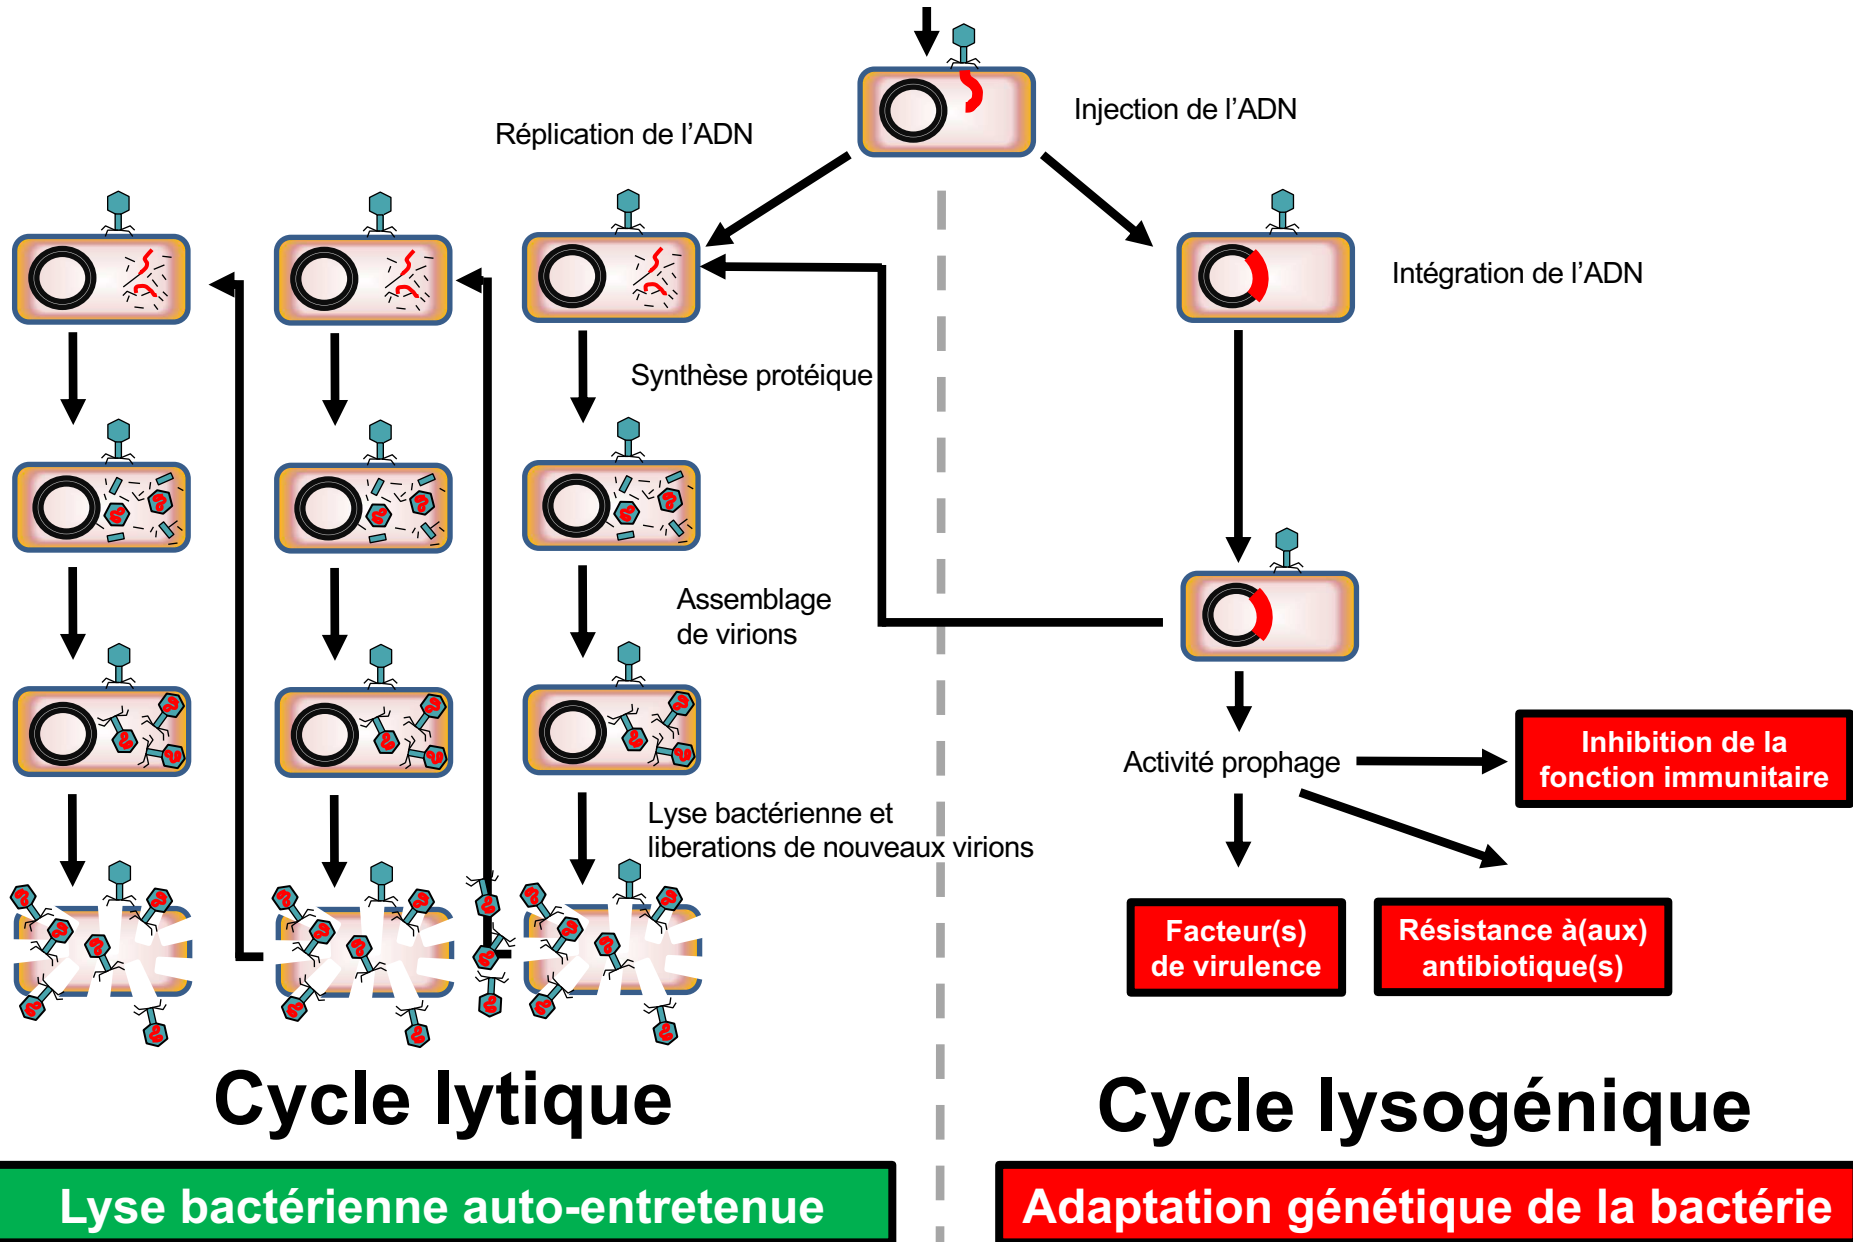 Injection de l’ADN
Réplication de l’ADN
Intégration de l’ADN
Synthèse protéique
Assemblage
de virions
Lyse bactérienne et
liberations de nouveaux virions
Activité prophage
Inhibition de la
fonction immunitaire
Facteur(s)
de virulence
Résistance à(aux)
antibiotique(s)
Cycle lytique
Cycle lysogénique
Lyse bactérienne auto-entretenue
Adaptation génétique de la bactérie